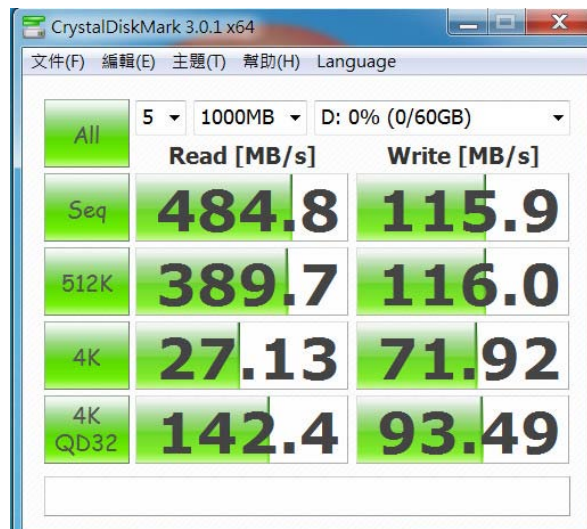 CrystalDiskMark 3.0.1 x64
文件(F) 編輯(E) 主題(T) 幫助(H) Language
All 5 1000MB D: 0% (0/60GB)
Read [MB/s] Write [MB/s]
Seq 484.8 115.9
512K 389.7 116.0
4K 27.13 71.92
4K QD32 142.4 93.49